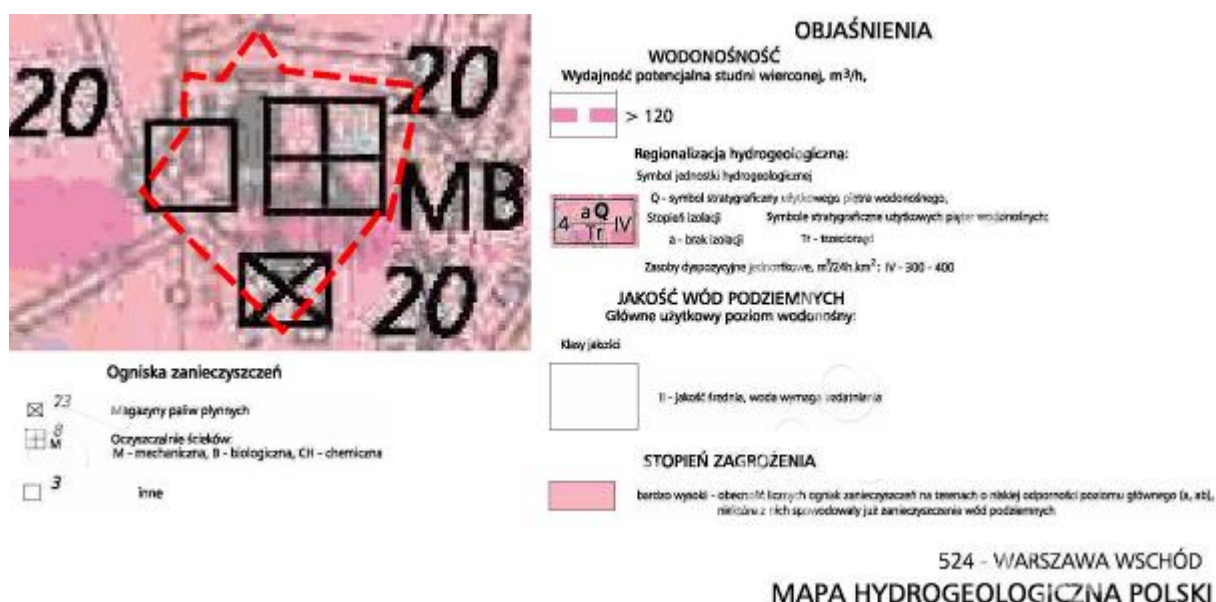 20
20
MB
20
Ogniska zanieczyszczeń
23
Magazyny paliw płynnych
8
M
Oczyszczalnie ścieków:
M - mechaniczna, B - biologiczna, CH - chemiczna
3
inne
OBJAŚNIENIA
WODONOŚNOŚĆ
Wydajność potencjalna studni wierconej, m³/h,
> 120
Regionalizacja hydrogeologiczna:
Symbol jednostki hydrogeologicznej
Q - symbol stratygraficzny użytkowego piętra wodonośnego,
4 a Q IV
Tr
Stopień izolacji
Symbole stratygraficzne użytkowych pięter wodonośnych:
a - brak izolacji
Tr - trzeciorzęd
Zasoby dyspozycyjne jednostkowe, m³/24h.km²: IV - 300 - 400
JAKOŚĆ WÓD PODZIEMNYCH
Główne użytkowy poziom wodonośny:
Klasy jakości
II - jakość średnia, woda wymaga uzdatniania
STOPIEŃ ZAGROŻENIA
bardzo wysoki - obecność licznych ognisk zanieczyszczeń na terenach o niskiej odporności poziomu głównego (a, ab),
niektóre z nich spowodowały już zanieczyszczenia wód podziemnych
524 - WARSZAWA WSCHÓD
MAPA HYDROGEOLOGICZNA POLSKI